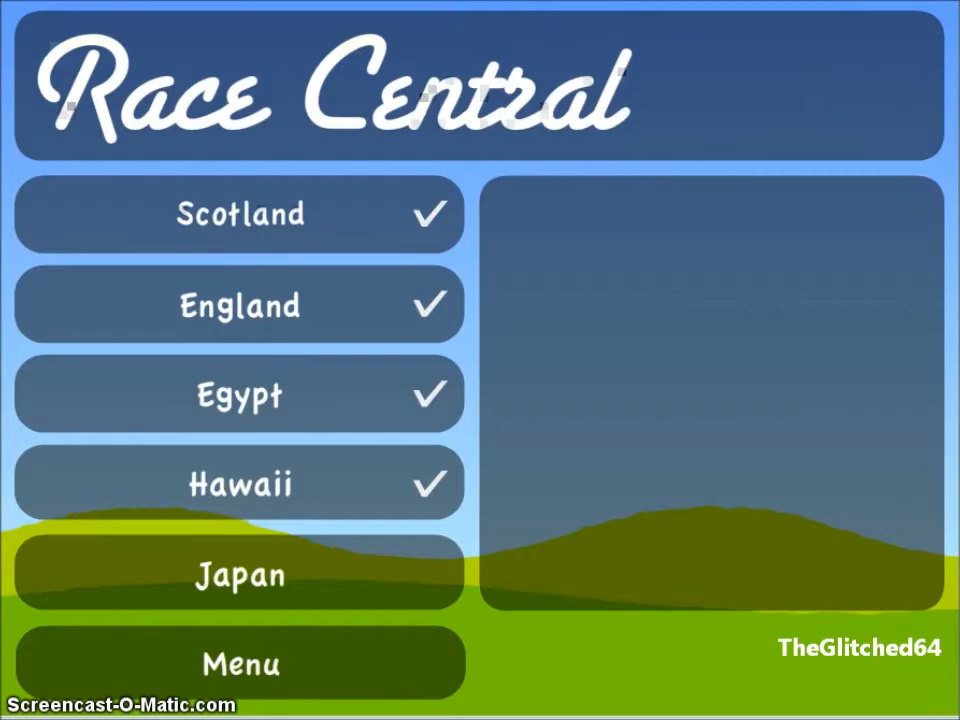 Race Central
Scotland
England
Egypt
Hawaii
Japan
Menu
TheGlitched64
Screencast-O-Matic.com